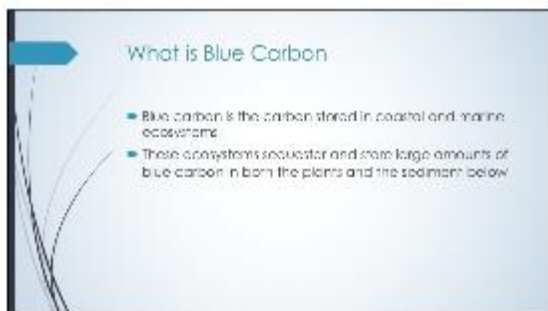 What is Blue Carbon
Blue carbon is the carbon stored in coastal and marine
ecosystems
These ecosystems sequester and store large amounts of
blue carbon in both the plants and the sediment below